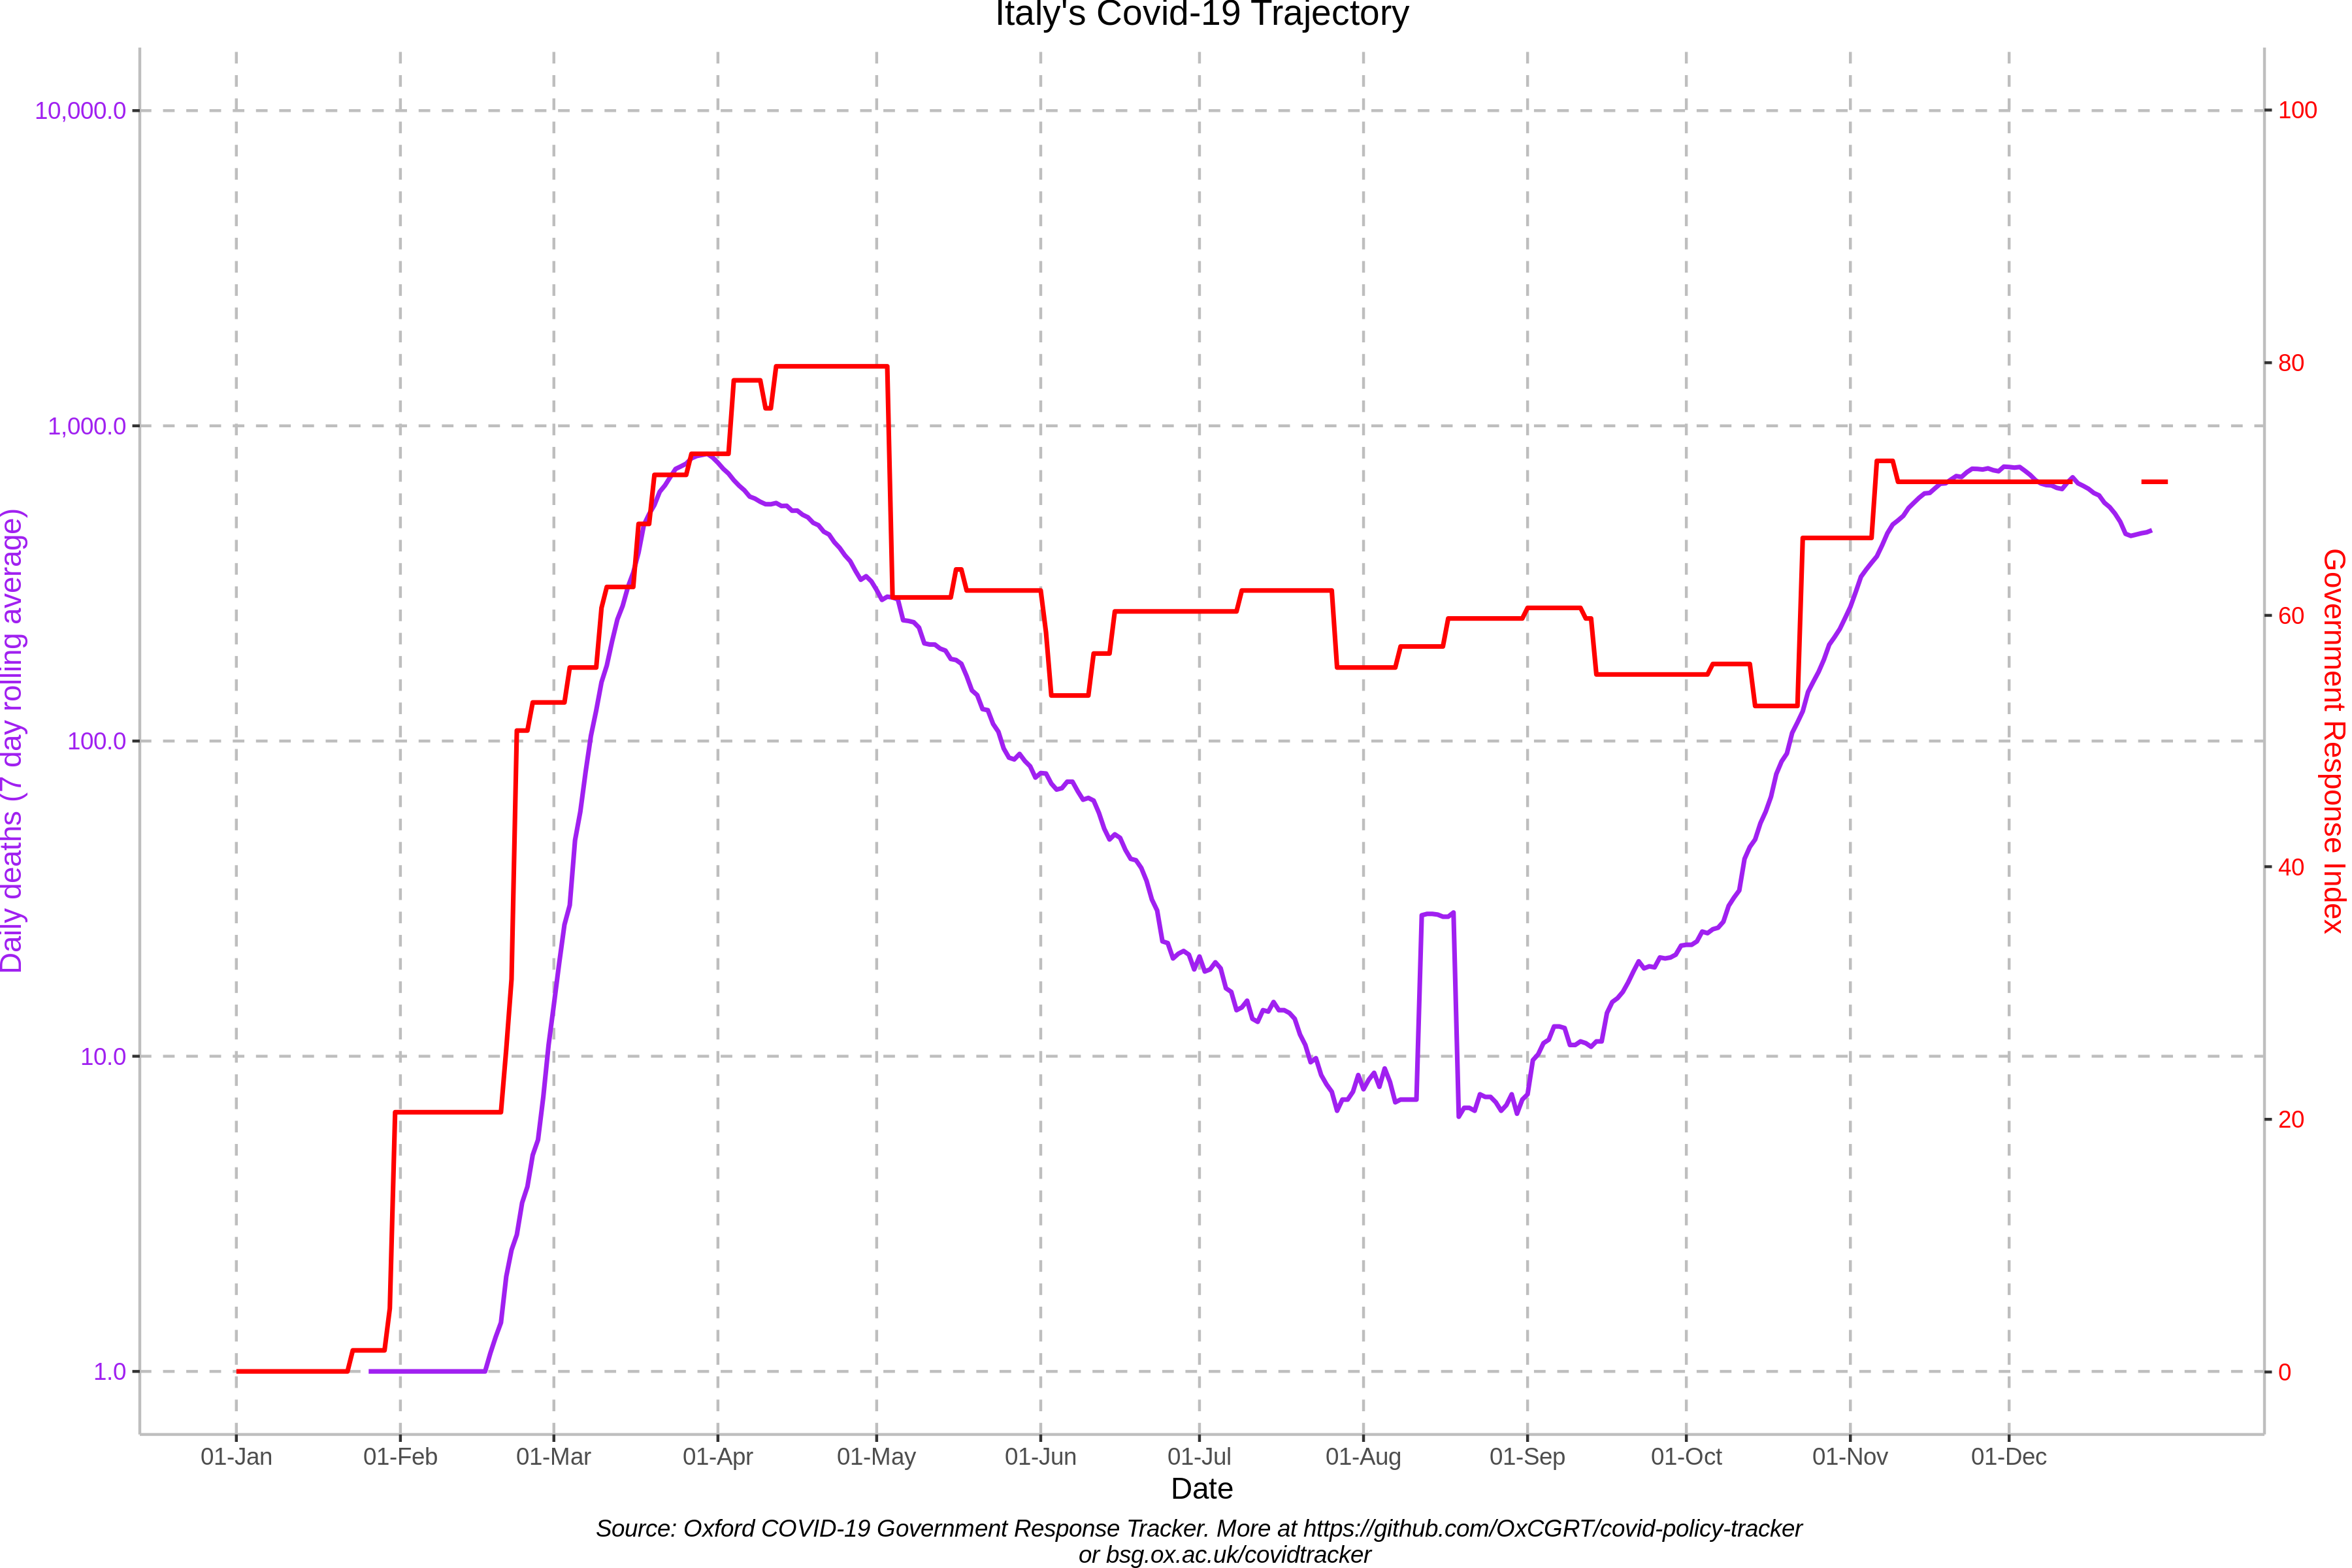 Italy's Covid-19 Trajectory
10,000.0
1,000.0
100.0
10.0
1.0
Daily deaths (7 day rolling average)
100
80
60
40
20
0
Government Response Index
01-Jan 01-Feb 01-Mar 01-Apr 01-May 01-Jun 01-Jul 01-Aug 01-Sep 01-Oct 01-Nov 01-Dec
Date
Source: Oxford COVID-19 Government Response Tracker. More at https://github.com/OxCGRT/covid-policy-tracker
or bsg.ox.ac.uk/covidtracker